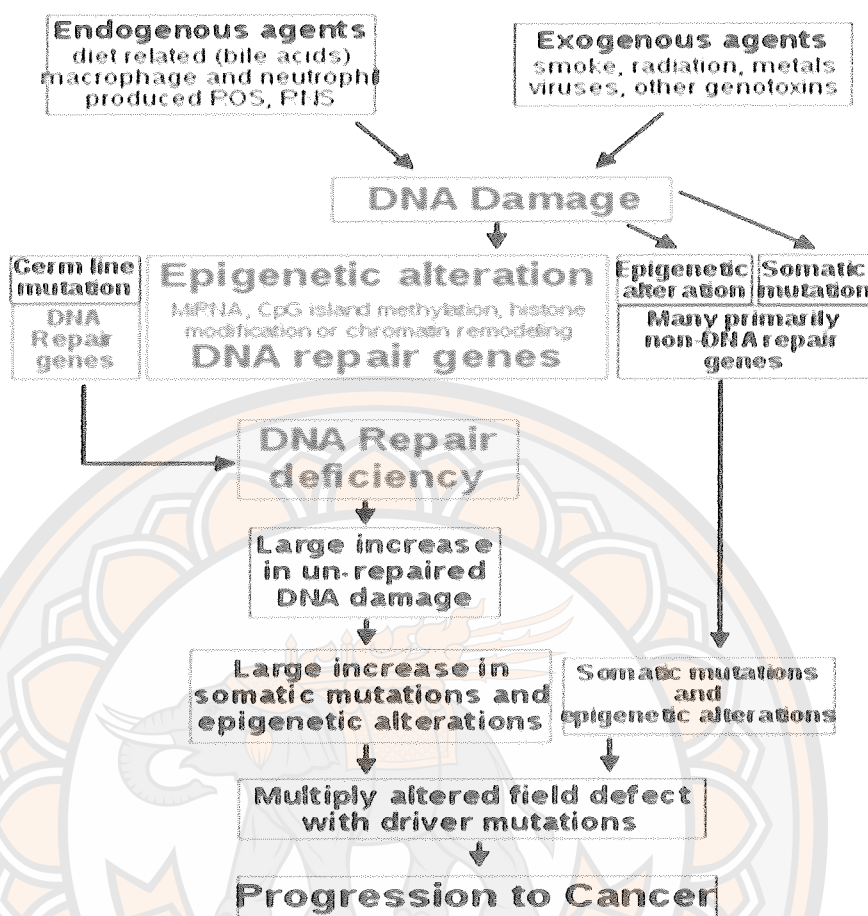 Endogenous agents
diet related (bile acids)
macrophage and neutrophil
produced ROS, RNS
Exogenous agents
smoke, radiation, metals
viruses, other genotoxins
DNA Damage
Germ line
mutation
DNA
Repair
genes
Epigenetic alteration
MiRNA, CpG island methylation, histone
modification or chromatin remodeling
DNA repair genes
Epigenetic
alteration
Somatic
mutation
Many primarily
non-DNA repair
genes
DNA Repair
deficiency
Large increase
in un-repaired
DNA damage
Large increase in
somatic mutations and
epigenetic alterations
Somatic mutations
and
epigenetic alterations
Multiply altered field defect
with driver mutations
Progression to Cancer